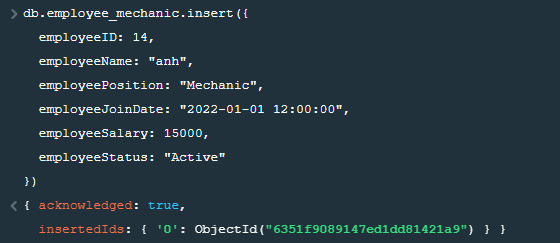 > db.employee_mechanic.insert({
employeeID: 14,
employeeName: "anh",
employeePosition: "Mechanic",
employeeJoinDate: "2022-01-01 12:00:00",
employeeSalary: 15000,
employeeStatus: "Active"
})
< { acknowledged: true,
insertedIds: { '0': ObjectId("6351f9089147ed1dd81421a9") } }